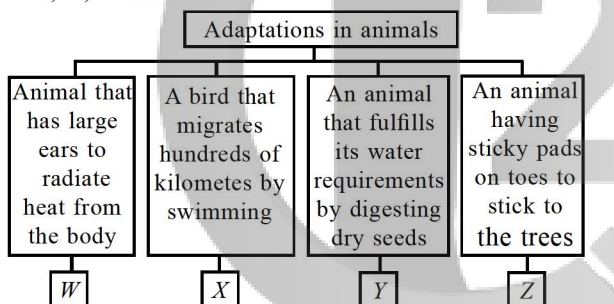 Adaptations in animals
Animal that
has large
ears to
radiate
heat from
the body
A bird that
migrates
hundreds of
kilometes by
swimming
An animal
that fulfills
its water
requirements
by digesting
dry seeds
An animal
having
sticky pads
on toes to
stick to
the trees
W
X
Y
Z